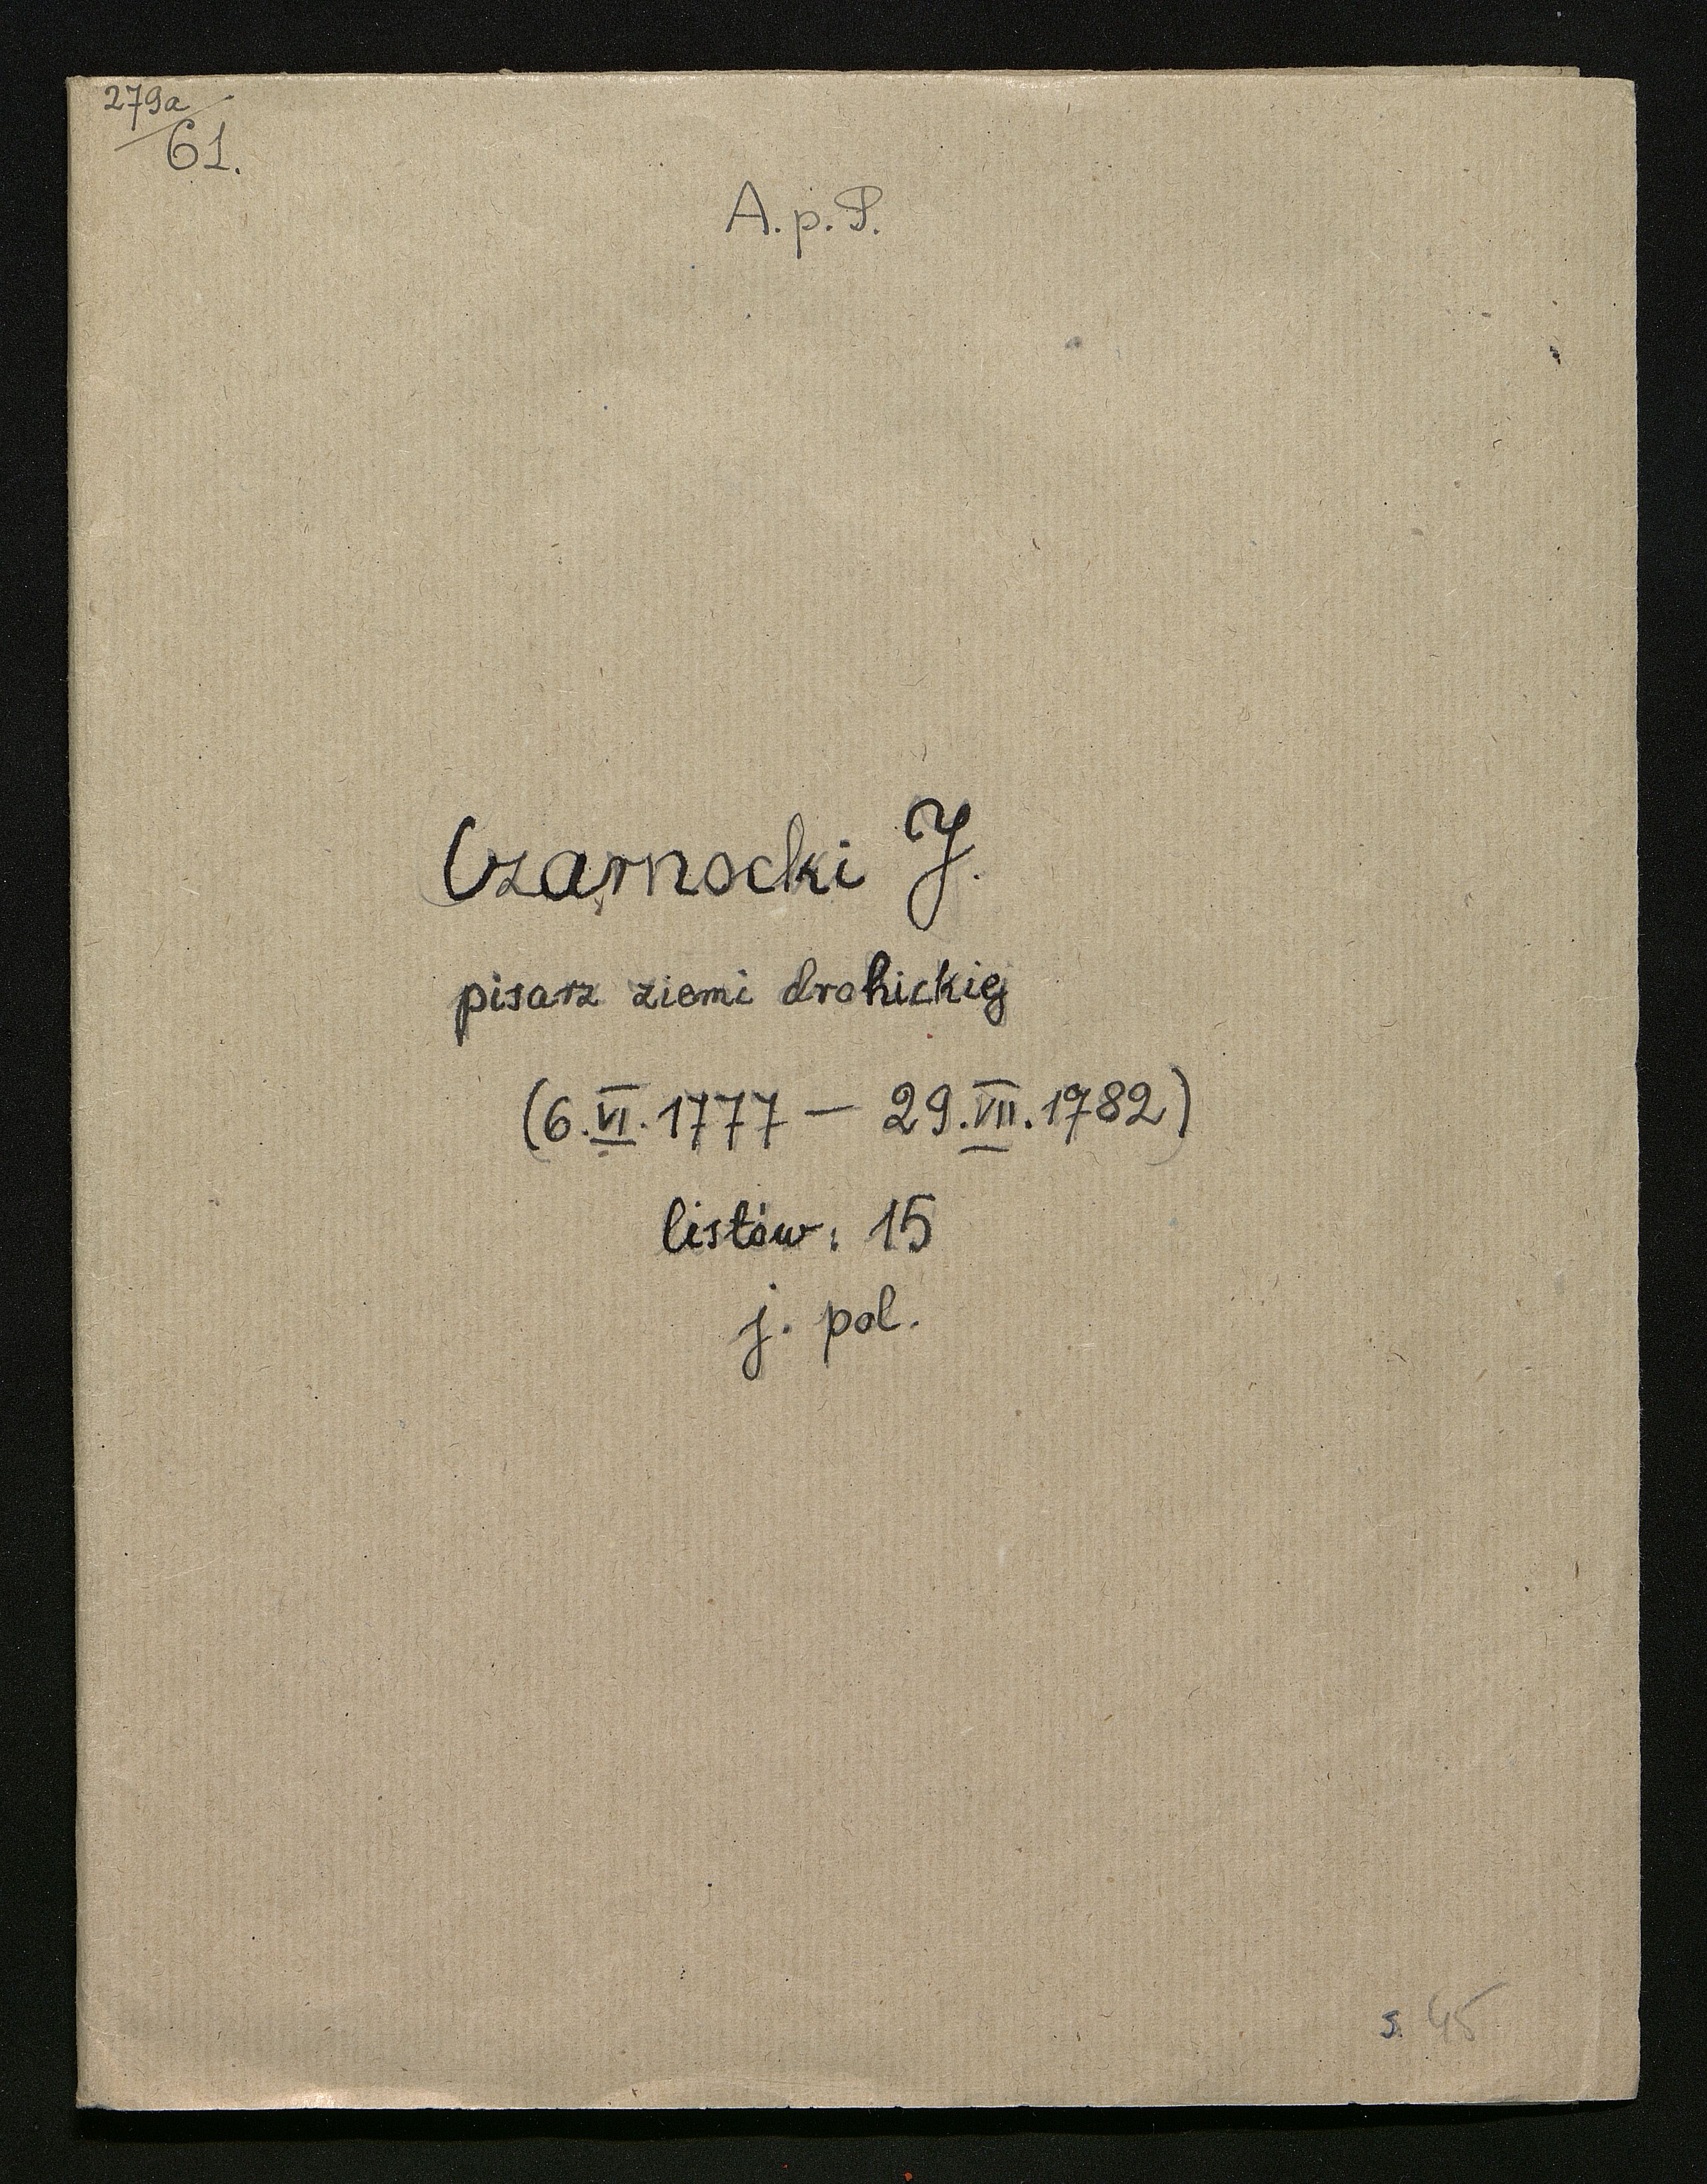 279a
61.
A. p. P.
Czarnocki J.
pisarz ziemi drohickiej
(6.VI.1777 – 29.VII.1782)
listów: 15
j. pol.
s. 45